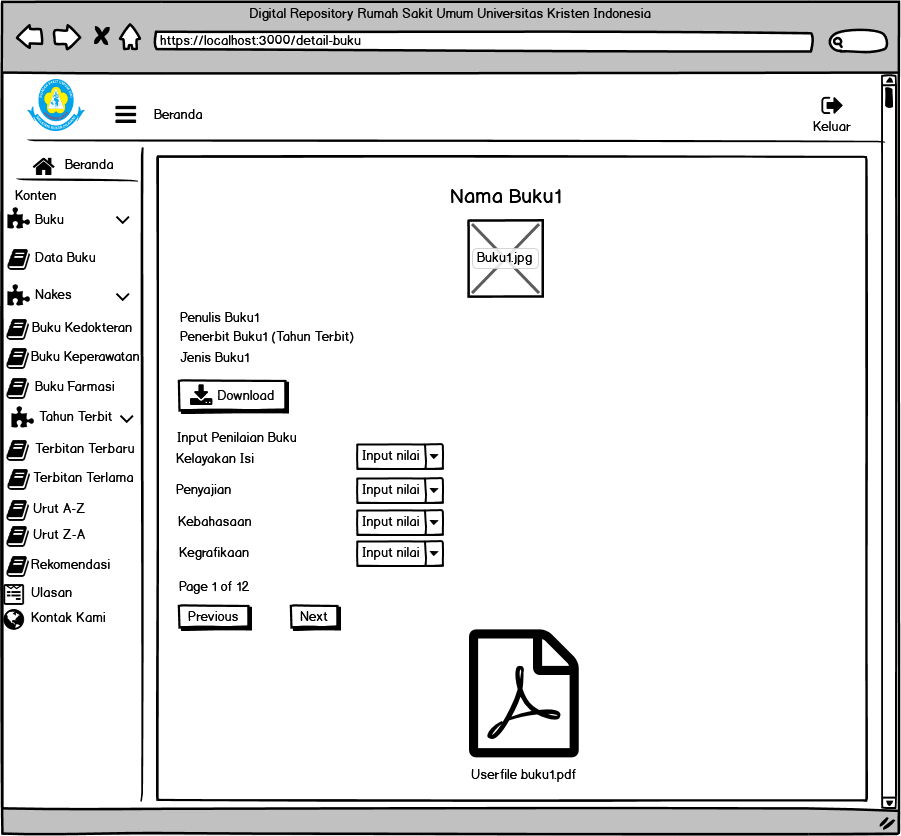 Digital Repository Rumah Sakit Umum Universitas Kristen Indonesia
https://localhost:3000/detail-buku
Beranda
Keluar
Beranda
Konten
Buku
Data Buku
Nakes
Buku Kedokteran
Buku Keperawatan
Buku Farmasi
Tahun Terbit
Terbitan Terbaru
Terbitan Terlama
Urut A-Z
Urut Z-A
Rekomendasi
Ulasan
Kontak Kami
Nama Buku1
Buku1.jpg
Penulis Buku1
Penerbit Buku1 (Tahun Terbit)
Jenis Buku1
Download
Input Penilaian Buku
Kelayakan Isi Input nilai
Penyajian Input nilai
Kebahasaan Input nilai
Kegrafikaan Input nilai
Page 1 of 12
Previous Next
Userfile.buku1.pdf